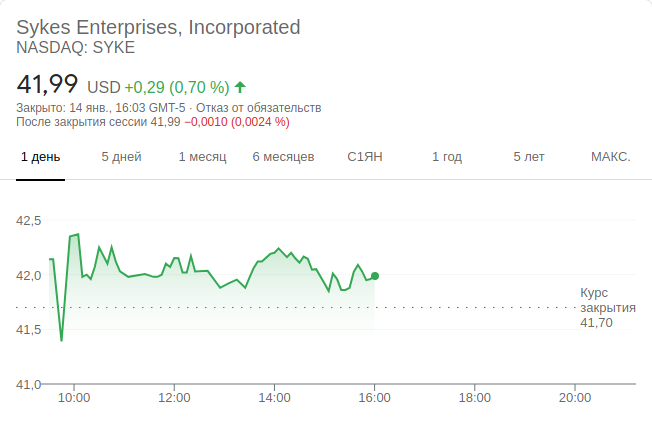 Sykes Enterprises, Incorporated
NASDAQ: SYKE
41,99 USD +0,29 (0,70 %)
Закрыто: 14 янв., 16:03 GMT-5 · Отказ от обязательств
После закрытия сессии 41,99 −0,0010 (0,0024 %)
1 день 5 дней 1 месяц 6 месяцев С1ЯН 1 год 5 лет МАКС.
42,5
42,0
Курс
закрытия
41,70
41,5
41,0
10:00 12:00 14:00 16:00 18:00 20:00